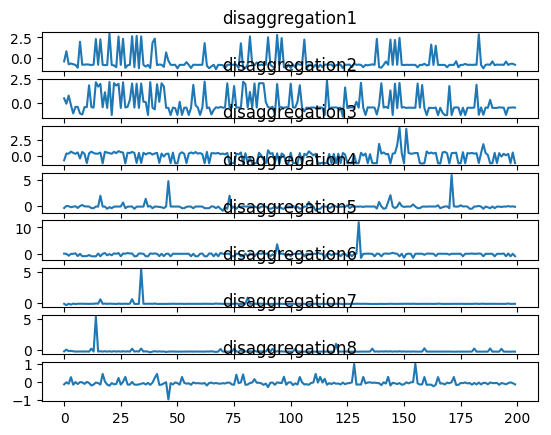 disaggregation1
2.5
0.0
disaggregation2
2.5
0.0
disaggregation3
2.5
0.0
disaggregation4
5
0
disaggregation5
10
0
disaggregation6
5
0
disaggregation7
5
0
disaggregation8
1
0
−1
0 25 50 75 100 125 150 175 200